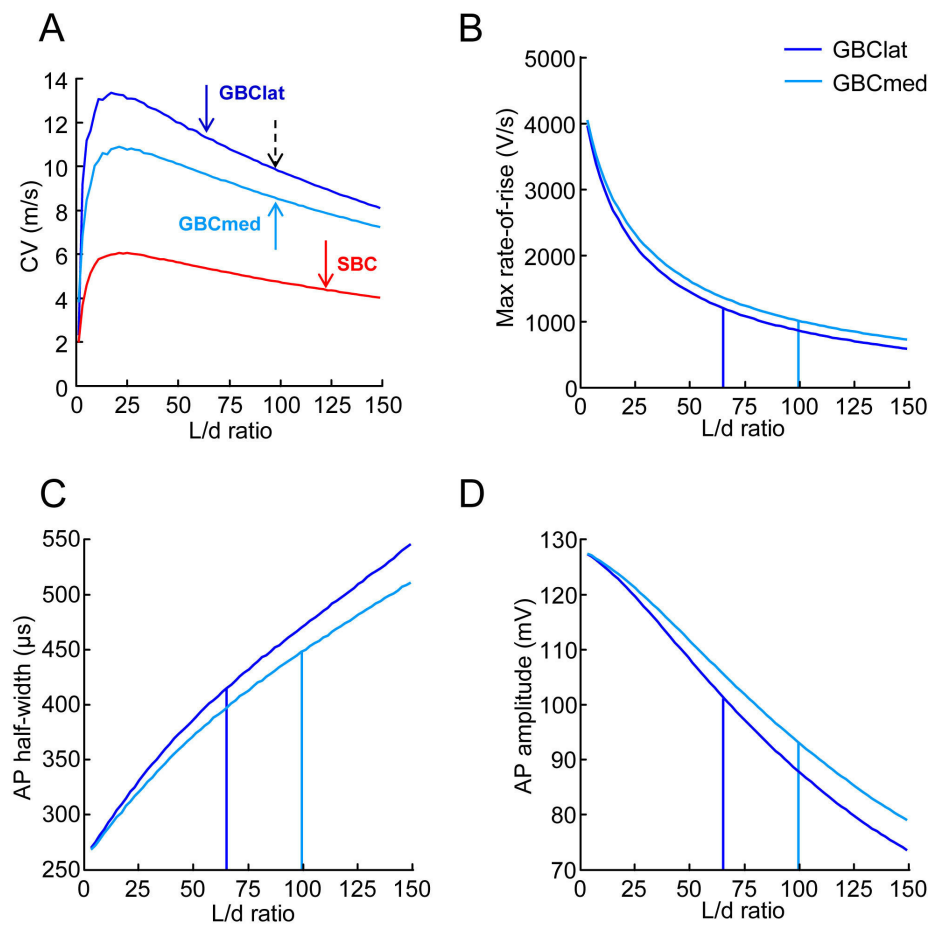 A
CV (m/s)
14
12
10
8
6
4
2
0
GBClat
GBCmed
SBC
0 25 50 75 100 125 150
L/d ratio
B
GBClat
GBCmed
Max rate-of-rise (V/s)
5000
4000
3000
2000
1000
0
0 25 50 75 100 125 150
L/d ratio
C
AP half-width (µs)
550
500
450
400
350
300
250
0 25 50 75 100 125 150
L/d ratio
D
AP amplitude (mV)
130
120
110
100
90
80
70
0 25 50 75 100 125 150
L/d ratio